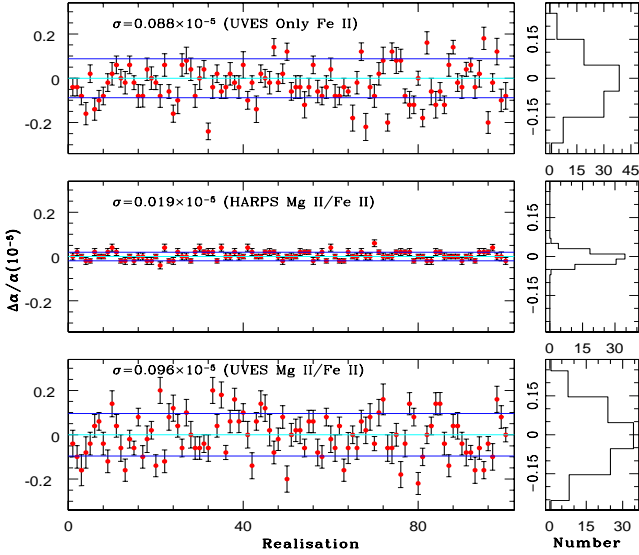 σ=0.088×10⁻⁵ (UVES Only Fe II)
0.2
0
-0.2
0.15
0
-0.15
0 15 30 45
σ=0.019×10⁻⁵ (HARPS Mg II/Fe II)
0.2
0
-0.2
0.15
0
-0.15
0 10 20 30
Δα/α(10⁻⁵)
σ=0.096×10⁻⁵ (UVES Mg II/Fe II)
0.2
0
-0.2
0.15
0
-0.15
0 40 80
0 15 30
Realisation
Number